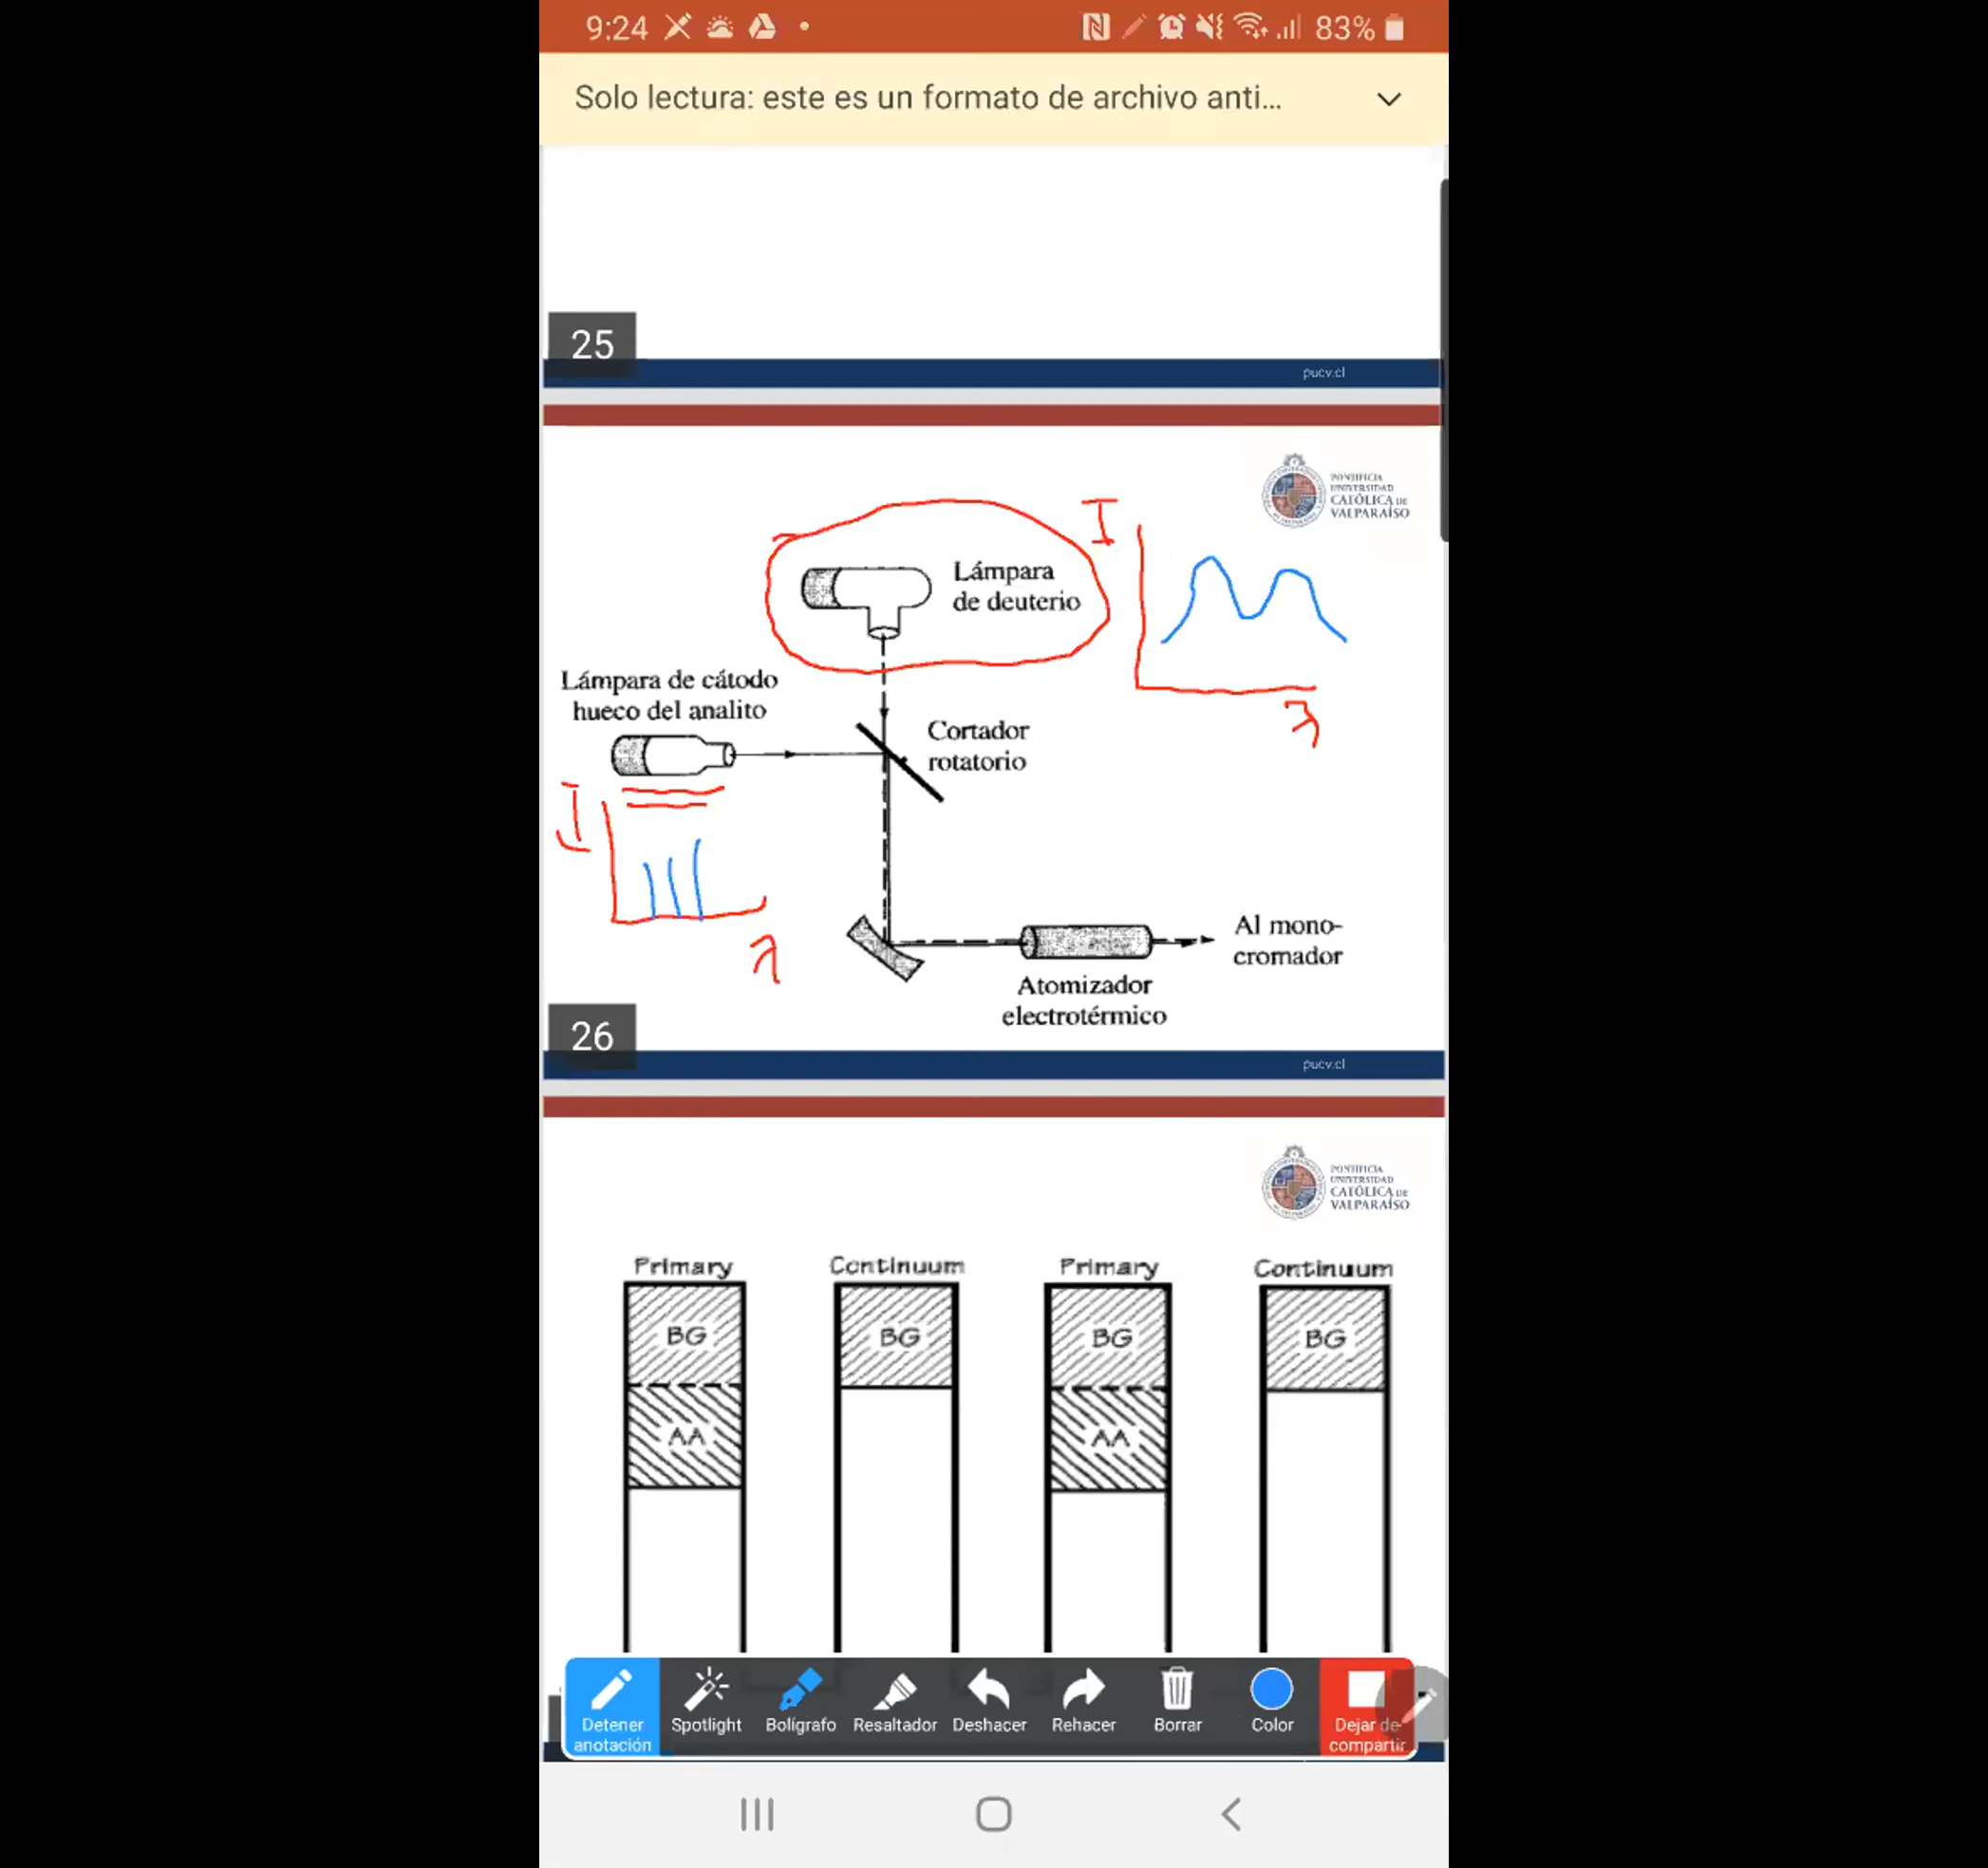 9:24
83%
Solo lectura: este es un formato de archivo anti...
25
pucv.cl
PONTIFICIA
UNIVERSIDAD
CATÓLICA DE
VALPARAÍSO
I
Lámpara
de deuterio
λ
Lámpara de cátodo
hueco del analito
Cortador
rotatorio
I
λ
Al mono-
cromador
Atomizador
electrotérmico
26
pucv.cl
PONTIFICIA
UNIVERSIDAD
CATÓLICA DE
VALPARAÍSO
Primary Continuum Primary Continuum
BG BG BG BG
AA AA
Detener
anotación
Spotlight
Bolígrafo
Resaltador
Deshacer
Rehacer
Borrar
Color
Dejar de
compartir